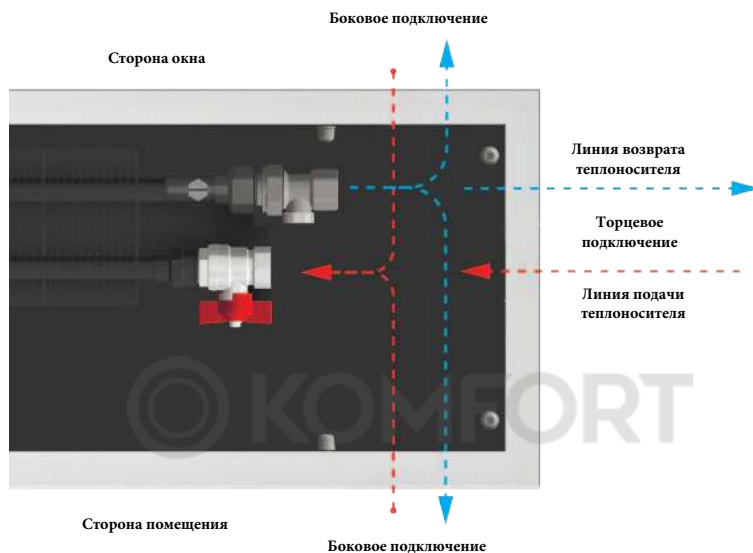 Боковое подключение
Сторона окна
Линия возврата
теплоносителя
Торцевое
подключение
Линия подачи
теплоносителя
KOMFORT
Сторона помещения
Боковое подключение